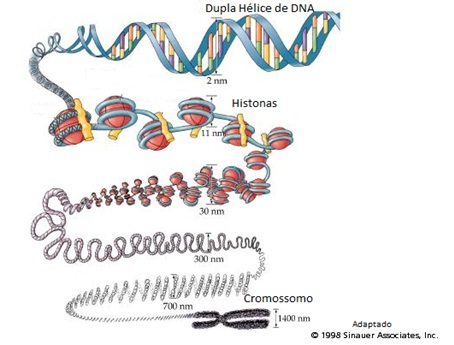 Dupla Hélice de DNA
2 nm
Histonas
11 nm
30 nm
300 nm
700 nm
Cromossomo
1400 nm
Adaptado
© 1998 Sinauer Associates, Inc.